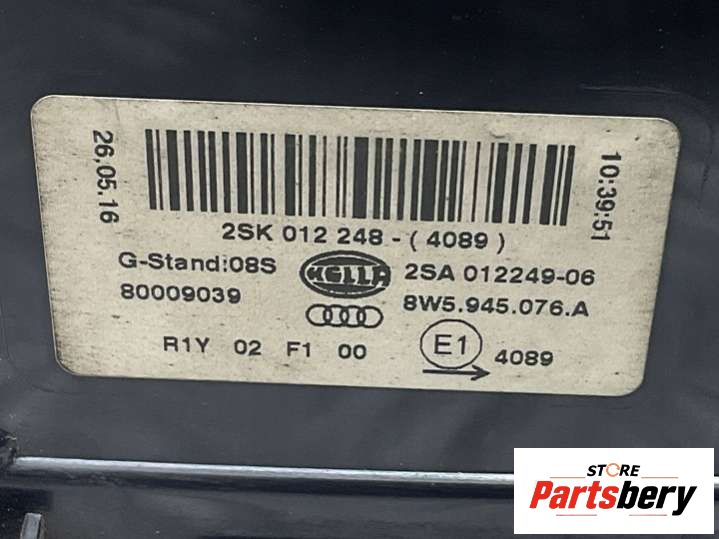 26,05.16
10:39:51
2SK 012 248 - ( 4089 )
G-Stand:08S
HELLA
2SA 012249-06
80009039
8W5.945.076.A
R1Y 02 F1 00
E1
4089
STORE
Partsbery